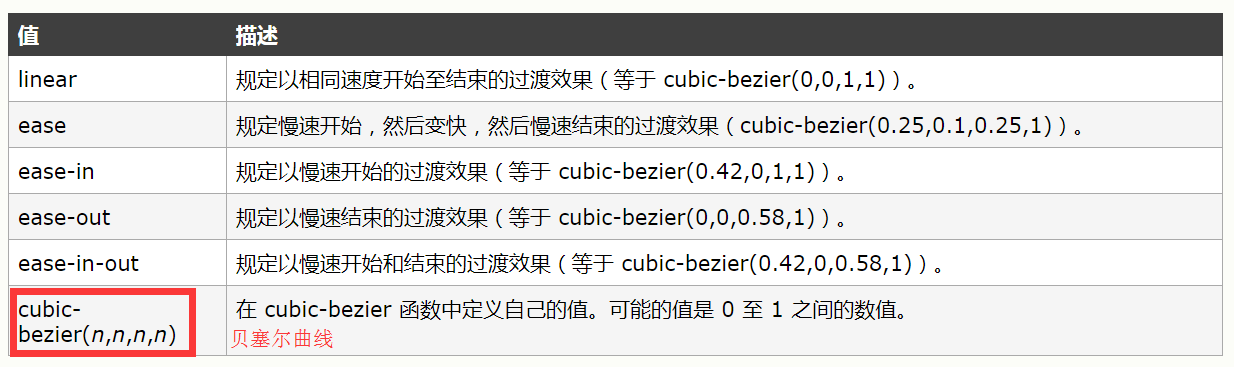 值 描述
linear 规定以相同速度开始至结束的过渡效果（等于 cubic-bezier(0,0,1,1)）。
ease 规定慢速开始，然后变快，然后慢速结束的过渡效果（cubic-bezier(0.25,0.1,0.25,1)）。
ease-in 规定以慢速开始的过渡效果（等于 cubic-bezier(0.42,0,1,1)）。
ease-out 规定以慢速结束的过渡效果（等于 cubic-bezier(0,0,0.58,1)）。
ease-in-out 规定以慢速开始和结束的过渡效果（等于 cubic-bezier(0.42,0,0.58,1)）。
cubic-
bezier(n,n,n,n)
在 cubic-bezier 函数中定义自己的值。可能的值是 0 至 1 之间的数值。
贝塞尔曲线